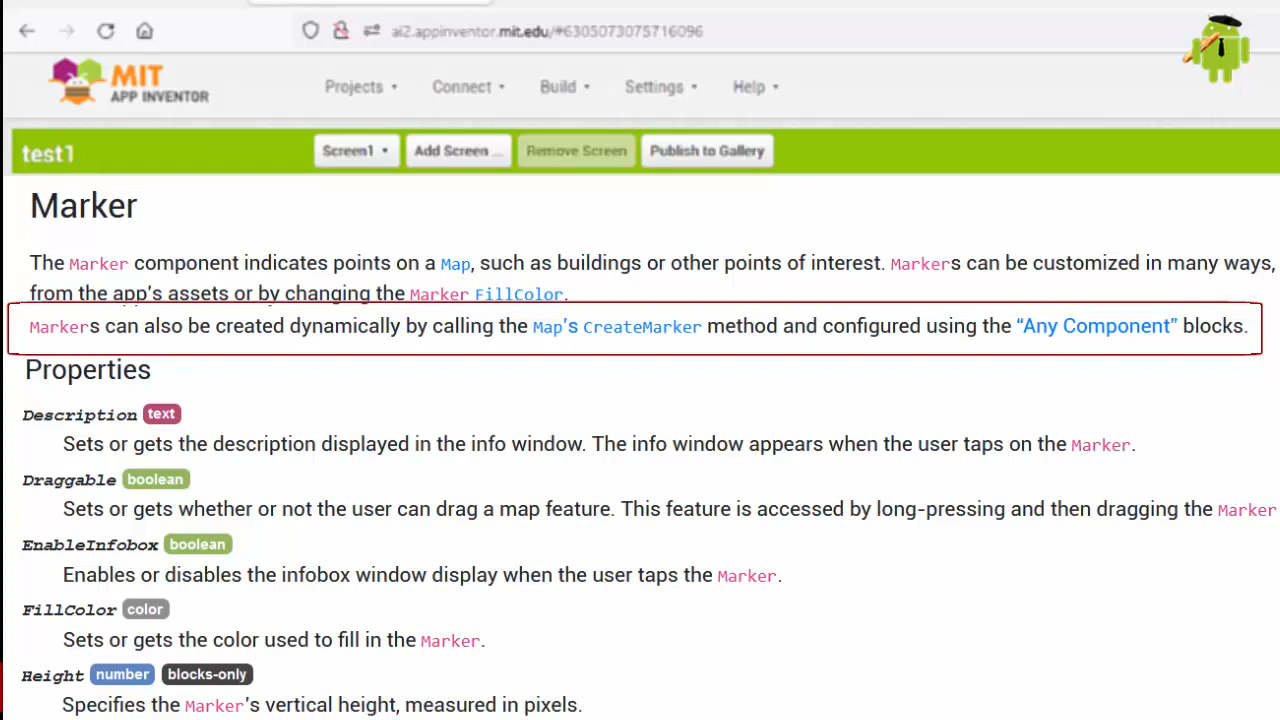 ai2.appinventor.mit.edu/#6305073075716096
MIT
APP INVENTOR
Projects
Connect
Build
Settings
Help
test1
Screen1
Add Screen ...
Remove Screen
Publish to Gallery
Marker
The Marker component indicates points on a Map, such as buildings or other points of interest. Markers can be customized in many ways,
from the app's assets or by changing the Marker FillColor.
Markers can also be created dynamically by calling the Map's CreateMarker method and configured using the “Any Component” blocks.
Properties
Description text
Sets or gets the description displayed in the info window. The info window appears when the user taps on the Marker.
Draggable boolean
Sets or gets whether or not the user can drag a map feature. This feature is accessed by long-pressing and then dragging the Marker
EnableInfobox boolean
Enables or disables the infobox window display when the user taps the Marker.
FillColor color
Sets or gets the color used to fill in the Marker.
Height number blocks-only
Specifies the Marker's vertical height, measured in pixels.